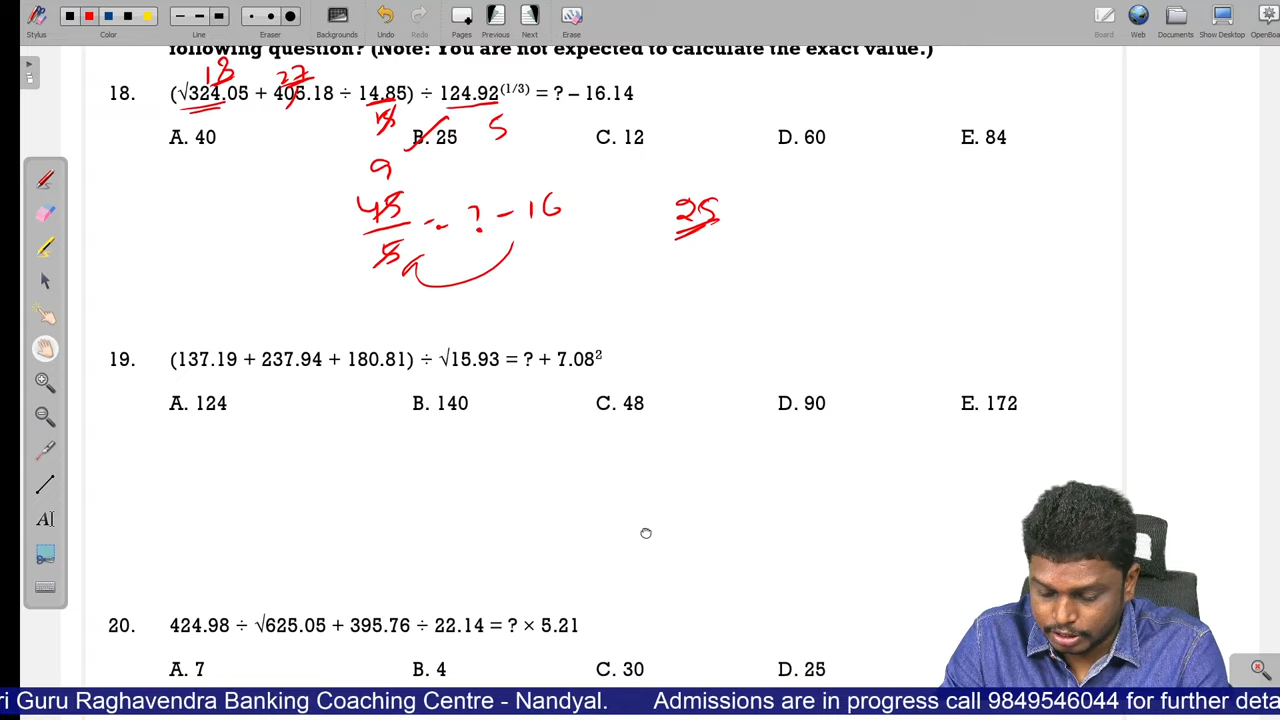 Stylus Color Line Eraser Backgrounds Undo Redo Pages Previous Next Erase Board Web Documents Show Desktop OpenBoa
following question? (Note: You are not expected to calculate the exact value.)
18 27
18. (√324.05 + 405.18 ÷ 14.85) ÷ 124.92(1/3) = ? – 16.14
15 5
A. 40 B. 25 C. 12 D. 60 E. 84
9
45 = ? - 16 25
5
19. (137.19 + 237.94 + 180.81) ÷ √15.93 = ? + 7.08²
A. 124 B. 140 C. 48 D. 90 E. 172
20. 424.98 ÷ √625.05 + 395.76 ÷ 22.14 = ? × 5.21
A. 7 B. 4 C. 30 D. 25
ri Guru Raghavendra Banking Coaching Centre - Nandyal. Admissions are in progress call 9849546044 for further deta